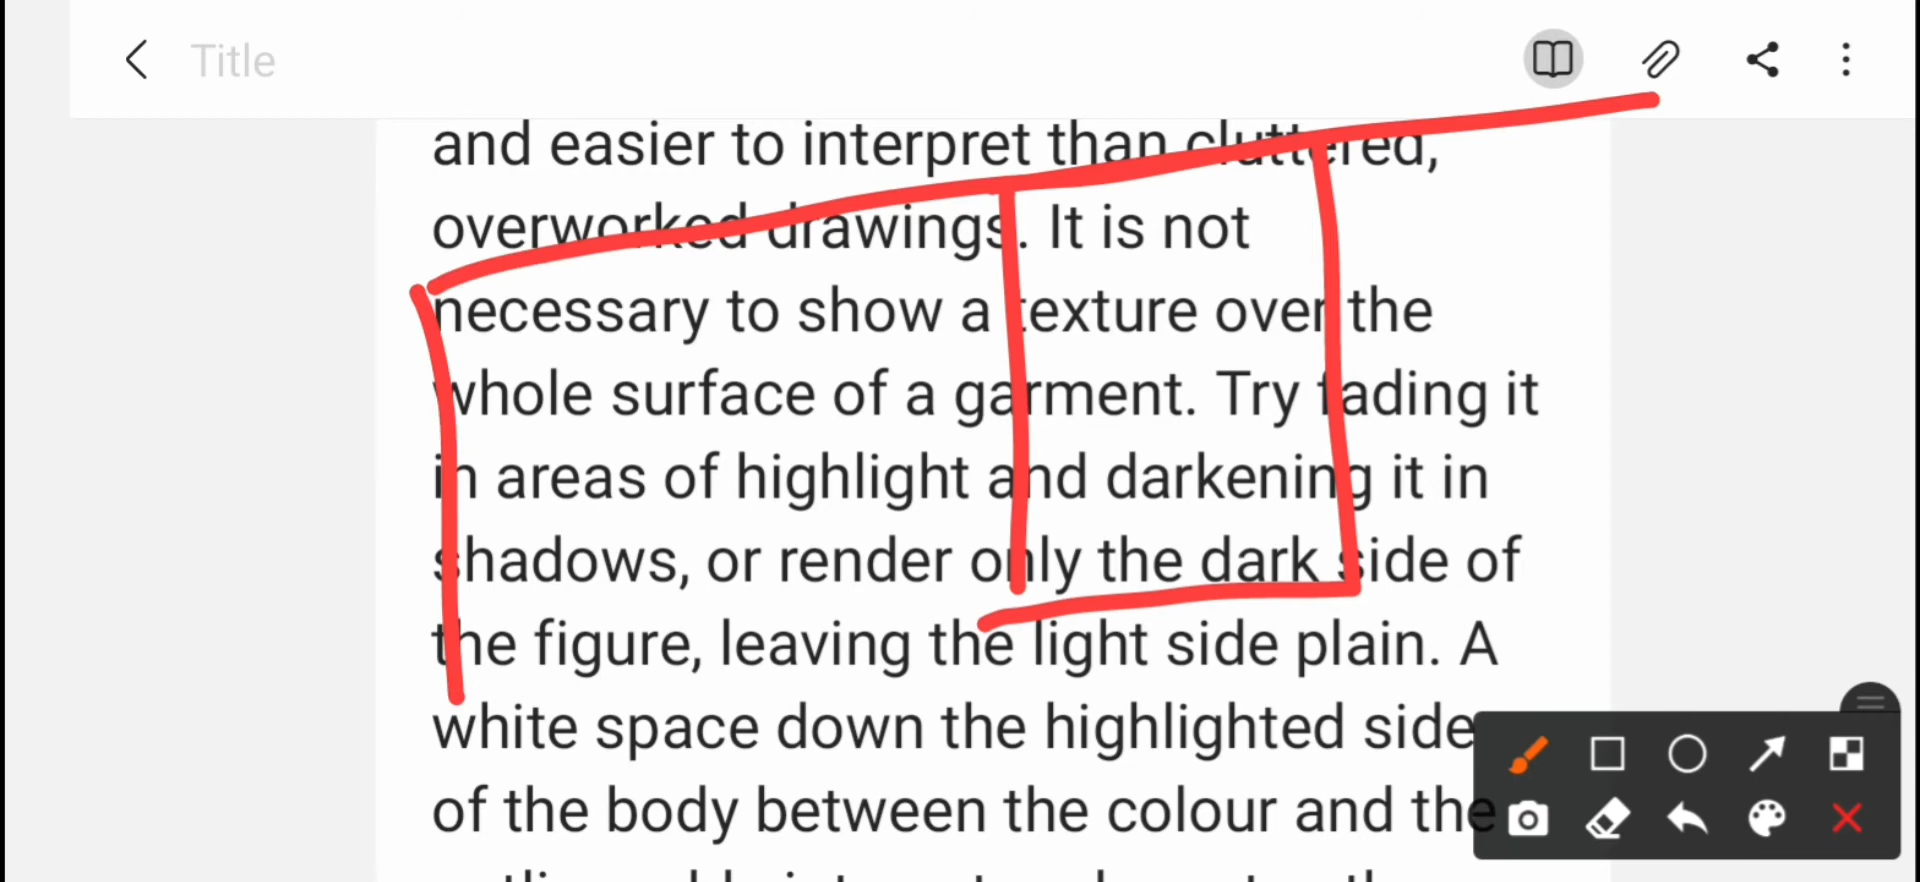 Title
and easier to interpret than cluttered,
overworked drawings. It is not
necessary to show a texture over the
whole surface of a garment. Try fading it
in areas of highlight and darkening it in
shadows, or render only the dark side of
the figure, leaving the light side plain. A
white space down the highlighted side
of the body between the colour and the